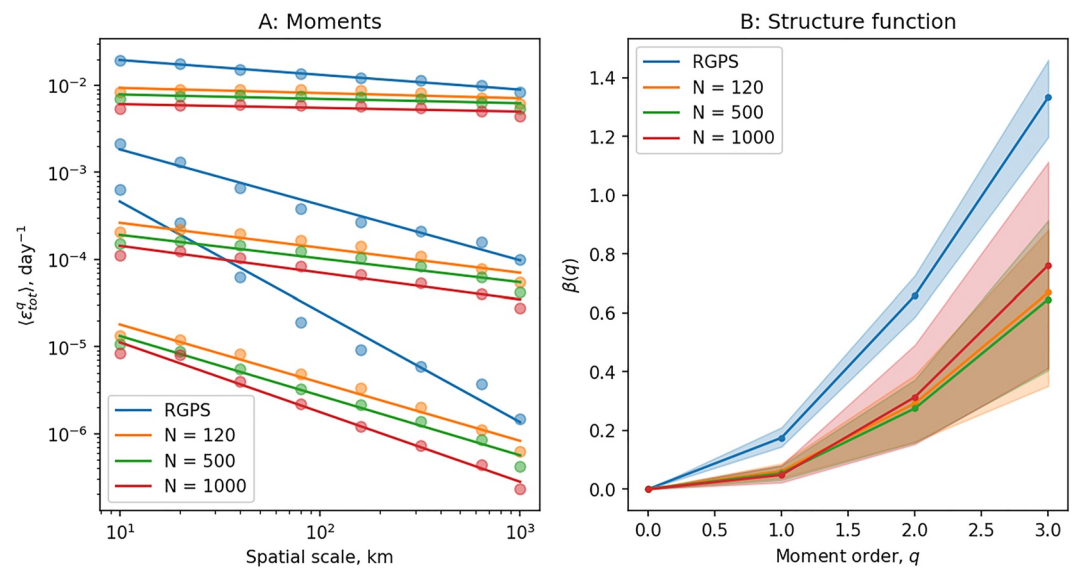 A: Moments
10⁻²
10⁻³
10⁻⁴
10⁻⁵
10⁻⁶
⟨ε_tot^q⟩, day⁻¹
RGPS
N = 120
N = 500
N = 1000
10¹
10²
10³
Spatial scale, km
B: Structure function
RGPS
N = 120
N = 500
N = 1000
1.4
1.2
1.0
0.8
0.6
0.4
0.2
0.0
β(q)
0.0 0.5 1.0 1.5 2.0 2.5 3.0
Moment order, q